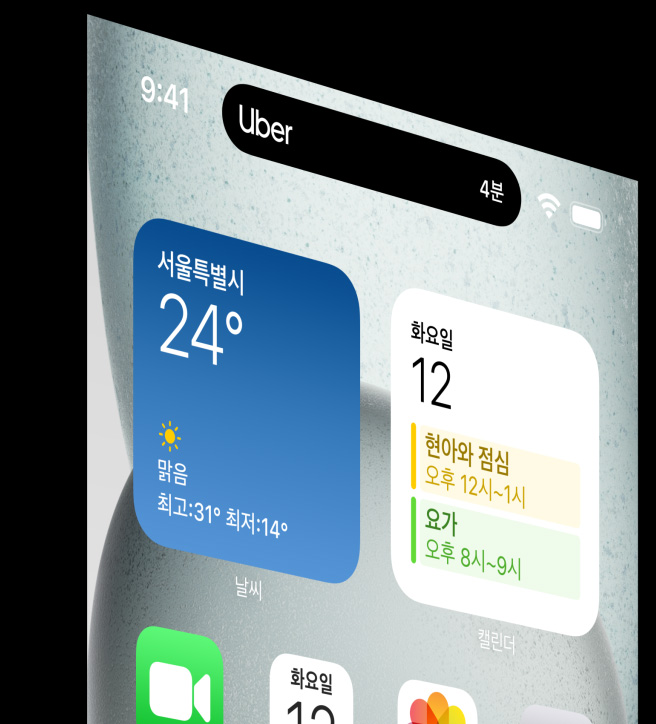 9:41
Uber
4분
서울특별시
24°
맑음
최고:31° 최저:14°
날씨
화요일
12
현아와 점심
오후 12시~1시
요가
오후 8시~9시
캘린더
화요일
12